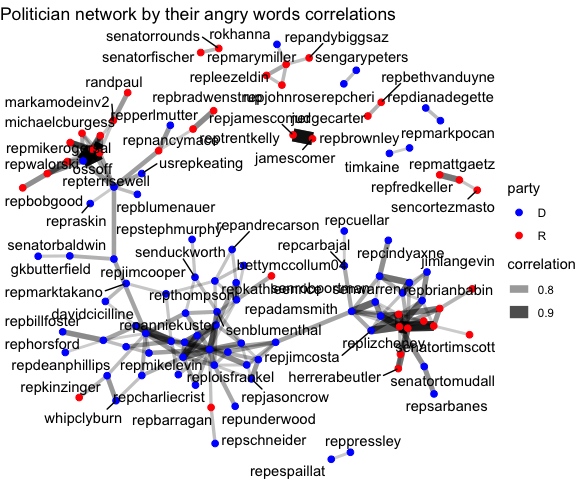 Politician network by their angry words correlations
senatorrounds
rokhanna
repandybiggsaz
senatorfischer
repmarymiller
sengarypeters
repleezeldin
randpaul
repbethvanduyne
markamodeinv2
repbradwenstrup
repjohnrose
repcheri
repdianadegette
michaelcburgess
repperlmutter
repjamescomer
judgecarter
repmarkpocan
repnancymace
reptrentkelly
repbrownley
repwalorski
ossoff
usrepkeating
jamescomer
timkaine
repmattgaetz
repterrisewell
repfredkeller
repbobgood
repblumenauer
sencortezmasto
repraskin
party
D
R
repstephmurphy
repandrecarson
repcuellar
senatorbaldwin
senduckworth
repcarbajal
repcindyaxne
gkbutterfield
repjimcooper
bettymccollum04
jimlangevin
correlation
0.8
0.9
repmarktakano
repthompson
repkathleenrice
senrobportman
senwarren
repbrianbabin
davidcicilline
repadamsmith
repbillfoster
repanniekuster
senblumenthal
rephorsford
replizcheney
senatortimscott
repdeanphillips
repmikelevin
repjimcosta
repkinzinger
reploisfrankel
herrerabeutler
senatortomudall
repcharliecrist
repjasoncrow
repsarbanes
whipclyburn
repbarragan
repunderwood
repschneider
reppressley
repespaillat